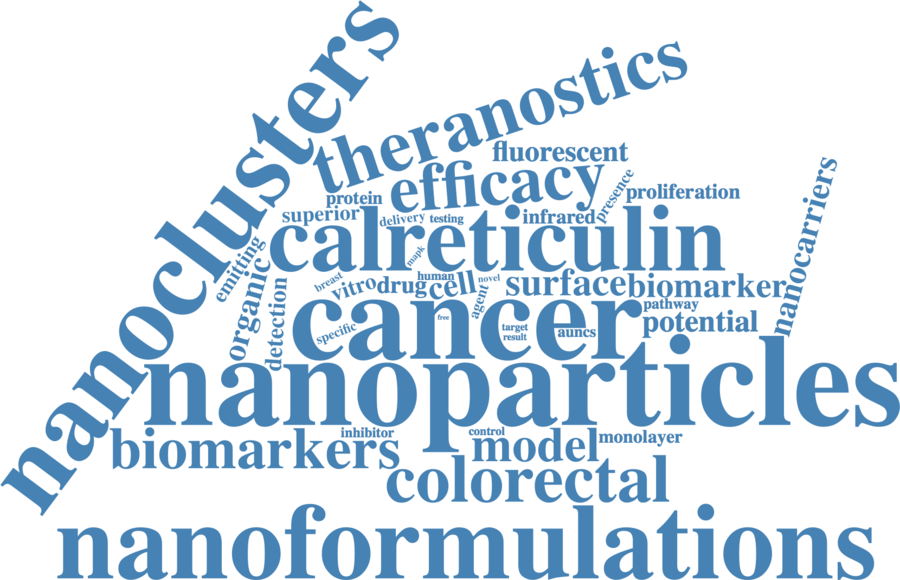 nanoclusters
theranostics
fluorescent
efficacy
presence
proliferation
protein
superior
delivery
testing
infrared
nanocarriers
calreticulin
emitting
organic
detection
mapk
breast
vitro
drug
human
cell
novel
agent
surface
biomarker
cancer
specific
free
target
result
auncs
pathway
potential
nanoparticles
biomarkers
inhibitor
control
model
monolayer
colorectal
nanoformulations